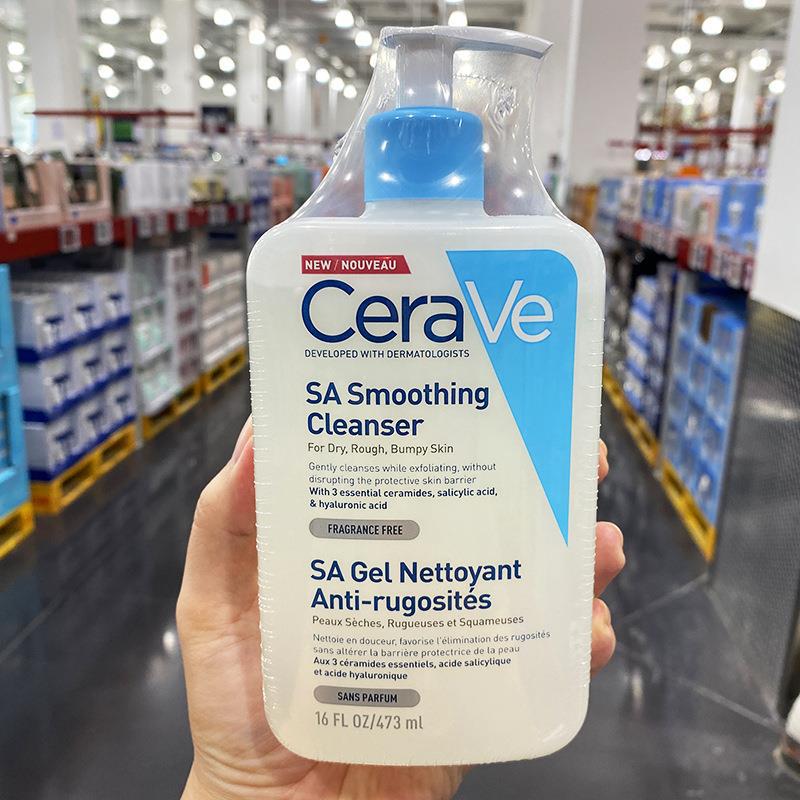 NEW / NOUVEAU
CeraVe
DEVELOPED WITH DERMATOLOGISTS
SA Smoothing
Cleanser
For Dry, Rough, Bumpy Skin
Gently cleanses while exfoliating, without
disrupting the protective skin barrier
With 3 essential ceramides, salicylic acid,
& hyaluronic acid
FRAGRANCE FREE
SA Gel Nettoyant
Anti-rugosités
Peaux Sèches, Rugueuses et Squameuses
Nettoie en douceur, favorise l'élimination des rugosités
sans altérer la barrière protectrice de la peau
Aux 3 céramides essentiels, acide salicylique
et acide hyaluronique
SANS PARFUM
16 FL OZ/473 ml